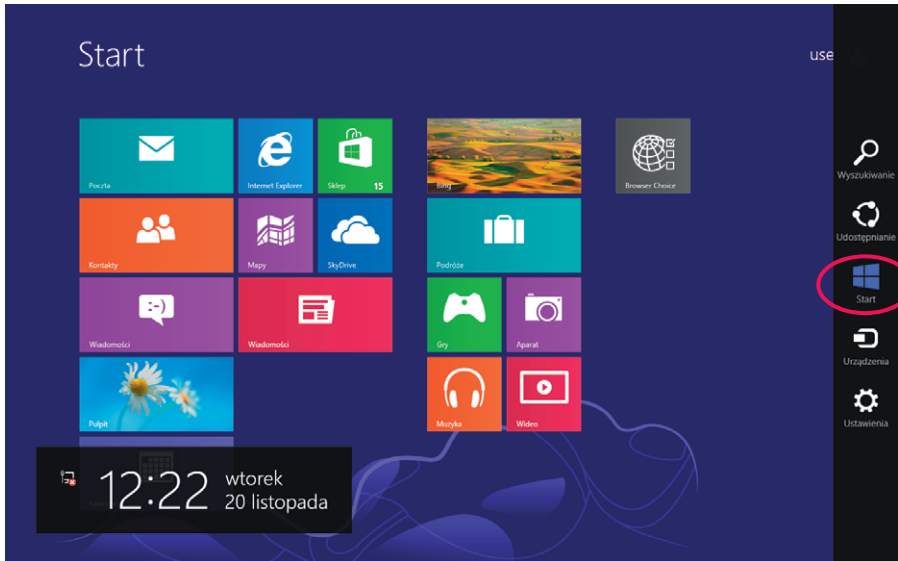 Start
use
Poczta
Internet Explorer
Sklep
15
Bing
Browser Choice
Kontakty
Mapy
SkyDrive
Podróże
Wiadomości
Wiadomości
Gry
Aparat
Pulpit
Muzyka
Wideo
12:22
wtorek
20 listopada
Wyszukiwanie
Udostępnianie
Start
Urządzenia
Ustawienia